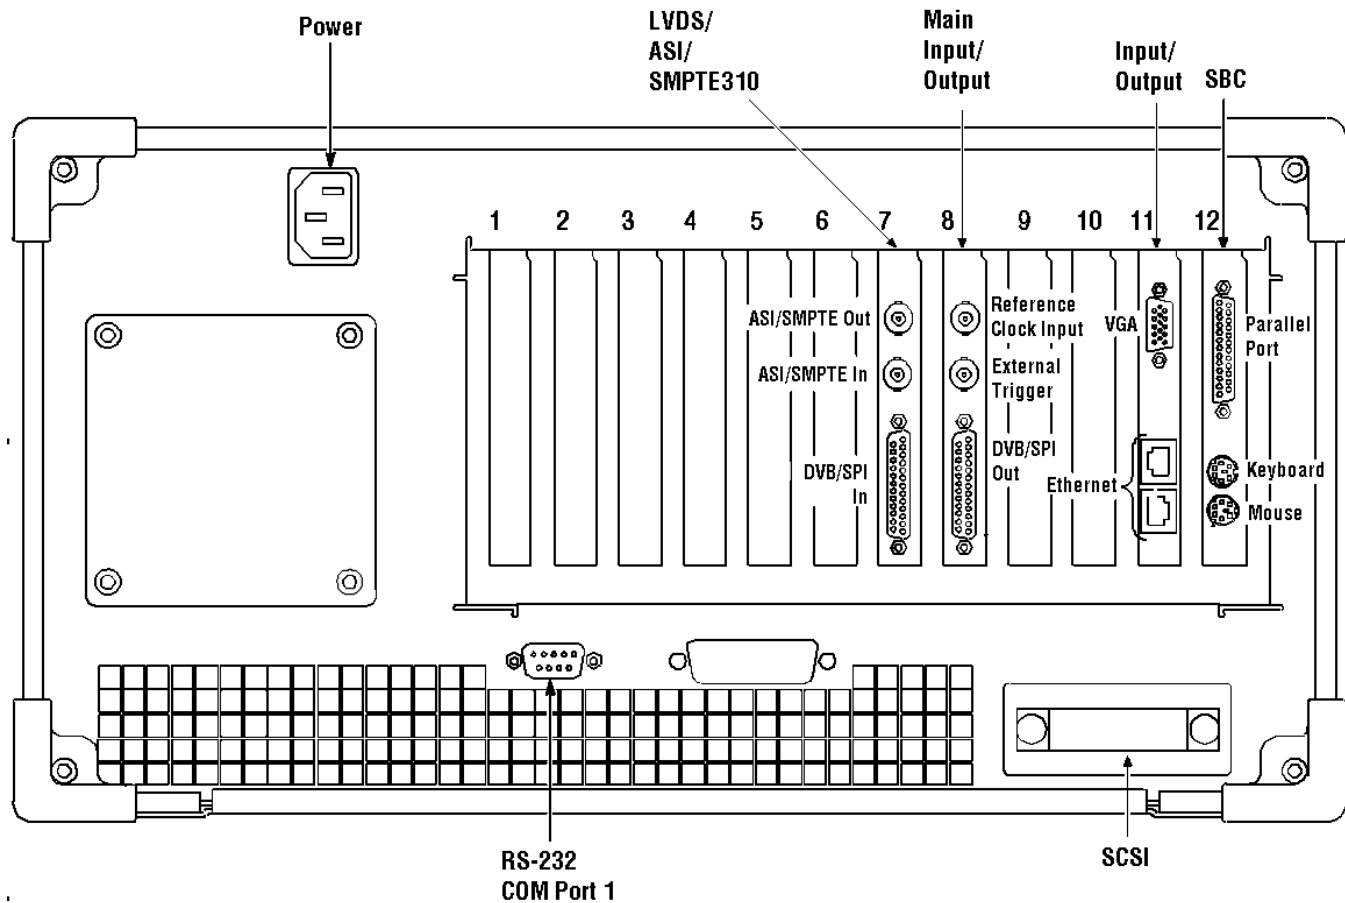 Power
LVDS/
ASI/
SMPTE310
Main
Input/
Output
Input/
Output
SBC
1 2 3 4 5 6 7 8 9 10 11 12
ASI/SMPTE Out
Reference
Clock Input
VGA
Parallel
Port
ASI/SMPTE In
External
Trigger
DVB/SPI
In
DVB/SPI
Out
Ethernet
Keyboard
Mouse
RS-232
COM Port 1
SCSI